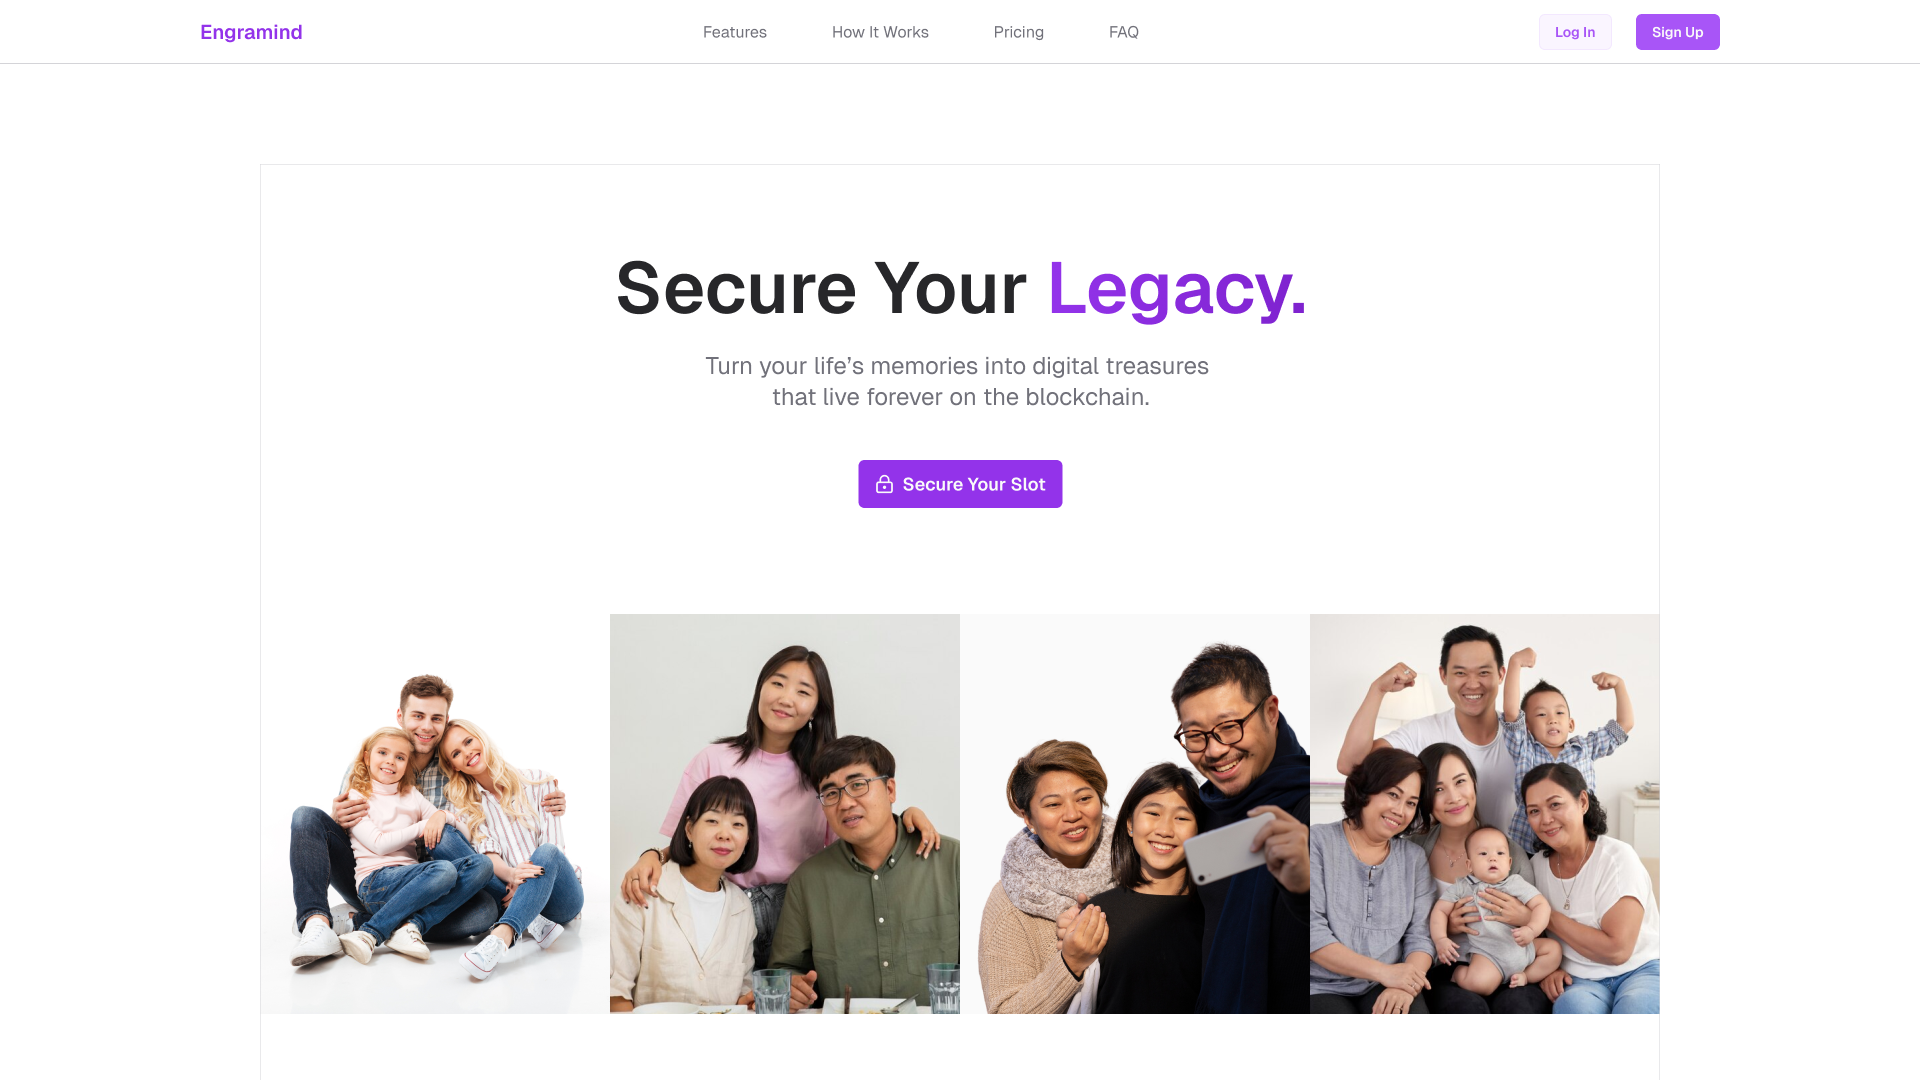 Engramind
Features
How It Works
Pricing
FAQ
Log In
Sign Up
Secure Your Legacy.
Turn your life’s memories into digital treasures
that live forever on the blockchain.
Secure Your Slot